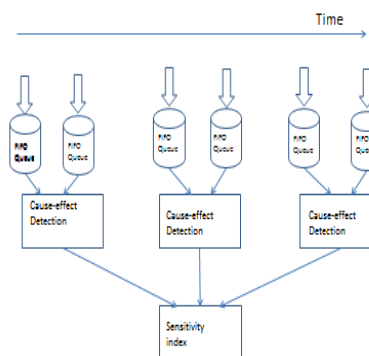 Time
FIFO
Queue
FIFO
Queue
FIFO
Queue
FIFO
Queue
FIFO
Queue
FIFO
Queue
Cause-effect
Detection
Cause-effect
Detection
Cause-effect
Detection
Sensitivity
index